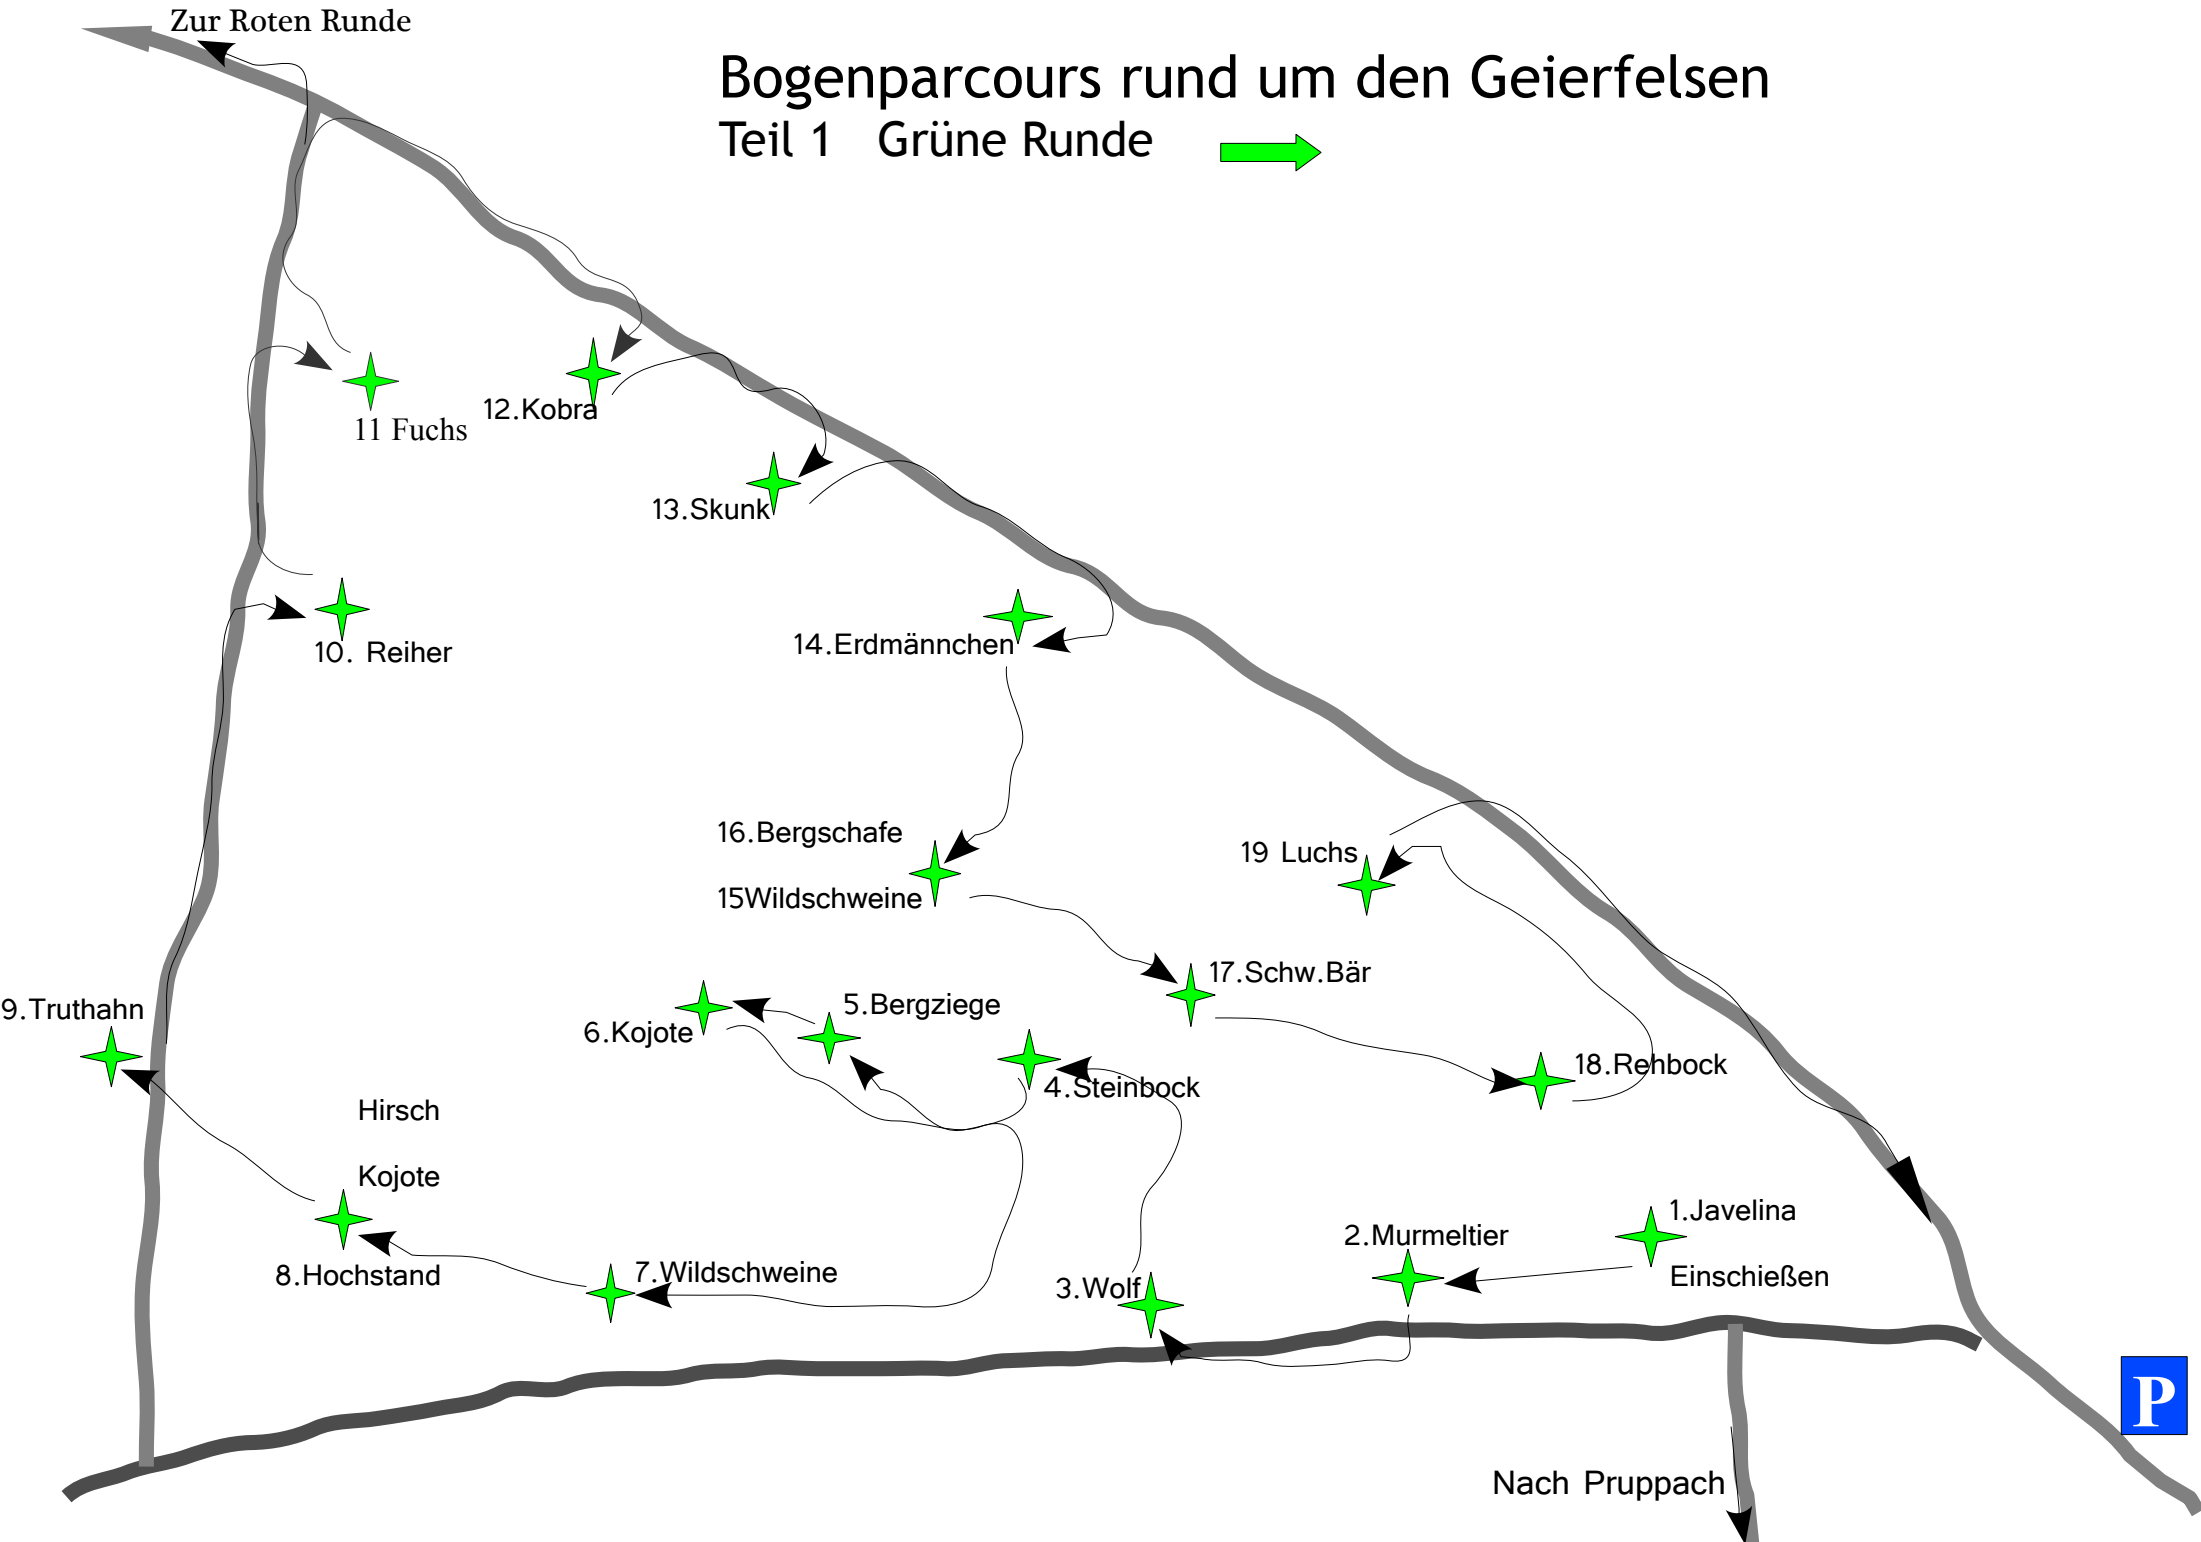 Zur Roten Runde
Bogenparcours rund um den Geierfelsen
Teil 1 Grüne Runde
12.Kobra
11 Fuchs
13.Skunk
14.Erdmännchen
10. Reiher
16.Bergschafe
19 Luchs
15Wildschweine
17.Schw.Bär
5.Bergziege
9.Truthahn
6.Kojote
18.Rehbock
4.Steinbock
Hirsch
Kojote
1.Javelina
2.Murmeltier
7.Wildschweine
8.Hochstand
Einschießen
3.Wolf
P
Nach Pruppach